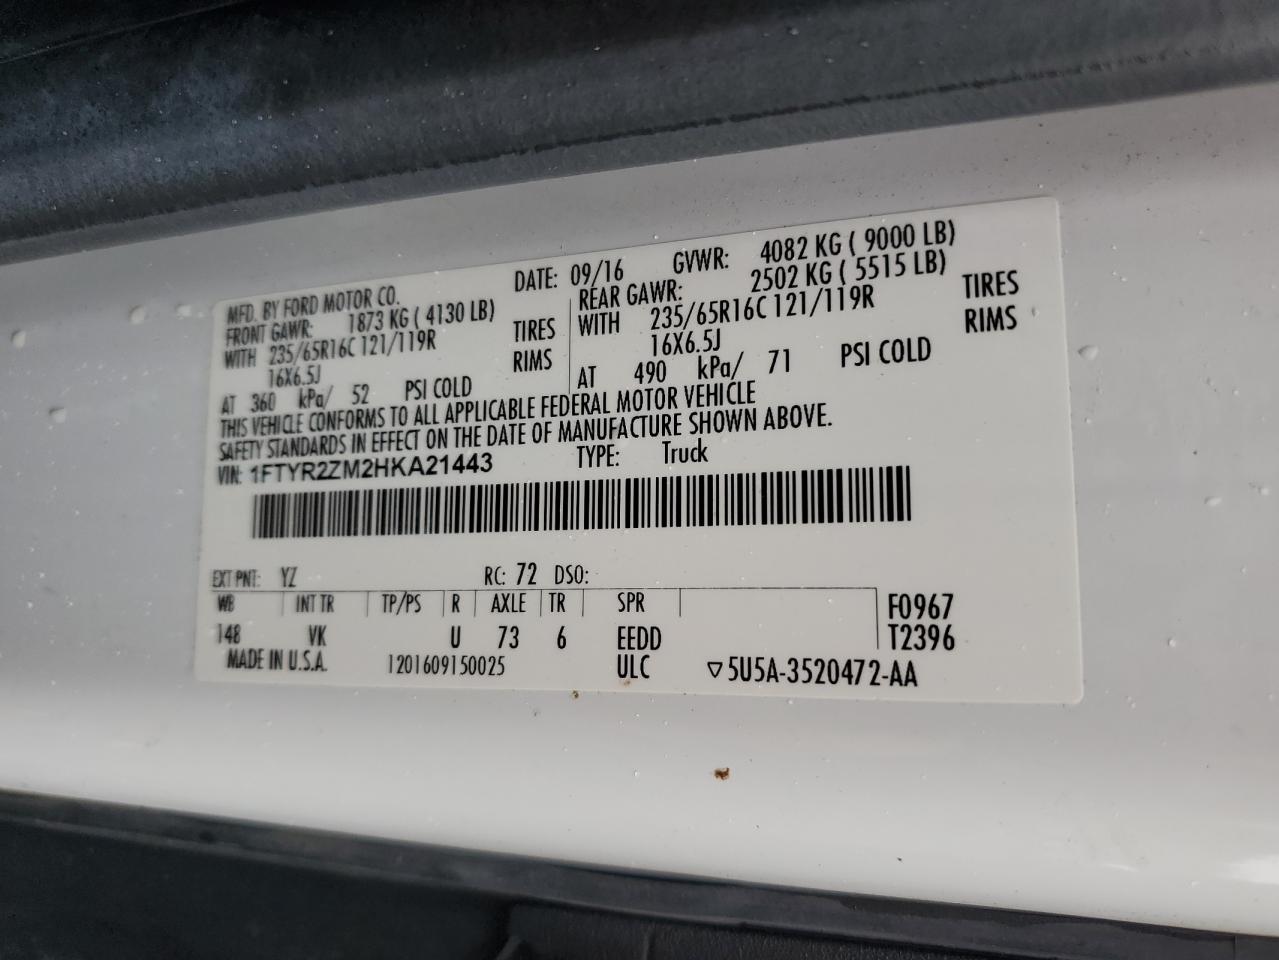 MFD. BY FORD MOTOR CO. DATE: 09/16 GVWR: 4082 KG ( 9000 LB)
FRONT GAWR: 1873 KG ( 4130 LB) REAR GAWR: 2502 KG ( 5515 LB)
WITH 235/65R16C 121/119R TIRES WITH 235/65R16C 121/119R TIRES
16X6.5J RIMS 16X6.5J RIMS
AT 360 kPa/ 52 PSI COLD AT 490 kPa/ 71 PSI COLD
THIS VEHICLE CONFORMS TO ALL APPLICABLE FEDERAL MOTOR VEHICLE
SAFETY STANDARDS IN EFFECT ON THE DATE OF MANUFACTURE SHOWN ABOVE.
VIN: 1FTYR2ZM2HKA21443 TYPE: Truck
EXT PNT: YZ RC: 72 DSO:
WB INT TR TP/PS R AXLE TR SPR F0967
148 VK U 73 6 EEDD T2396
MADE IN U.S.A. 1201609150025 ULC ▽5U5A-3520472-AA